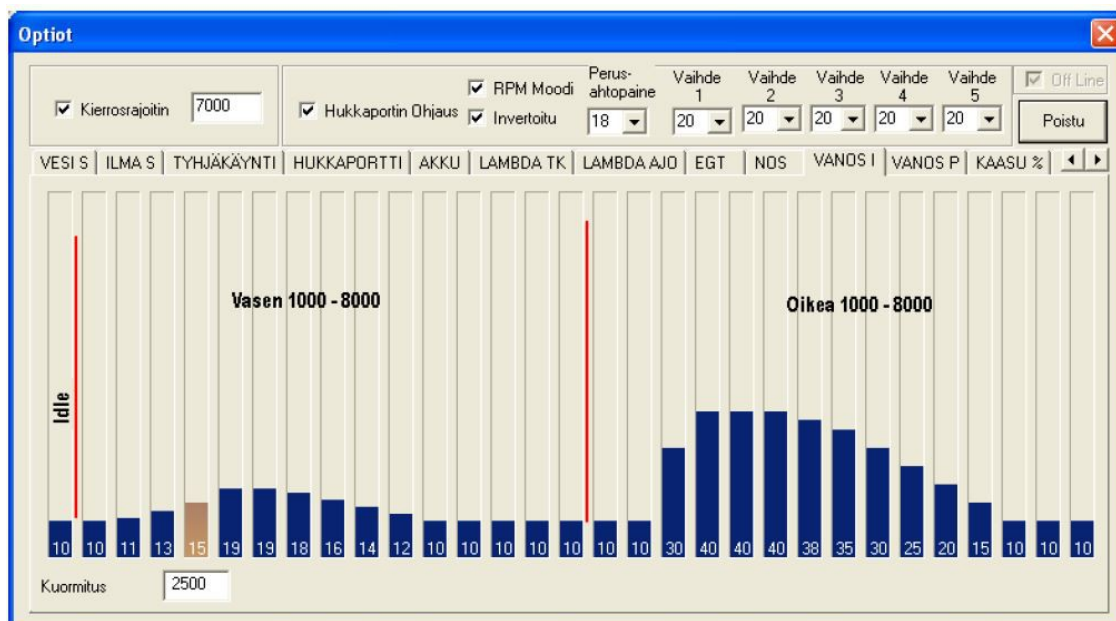 Optiot
Kierrosrajoitin 7000
Hukkaportin Ohjaus
RPM Moodi
Invertoitu
Perus-
ahtopaine
18
Vaihde
1
20
Vaihde
2
20
Vaihde
3
20
Vaihde
4
20
Vaihde
5
20
Off Line
Poistu
VESI S ILMA S TYHJÄKÄYNTI HUKKAPORTTI AKKU LAMBDA TK LAMBDA AJO EGT NOS VANOS I VANOS P KAASU %
Idle
Vasen 1000 - 8000
Oikea 1000 - 8000
10 10 11 13 15 19 19 18 16 14 12 10 10 10 10 10 10 30 40 40 40 38 35 30 25 20 15 10 10 10
Kuormitus 2500